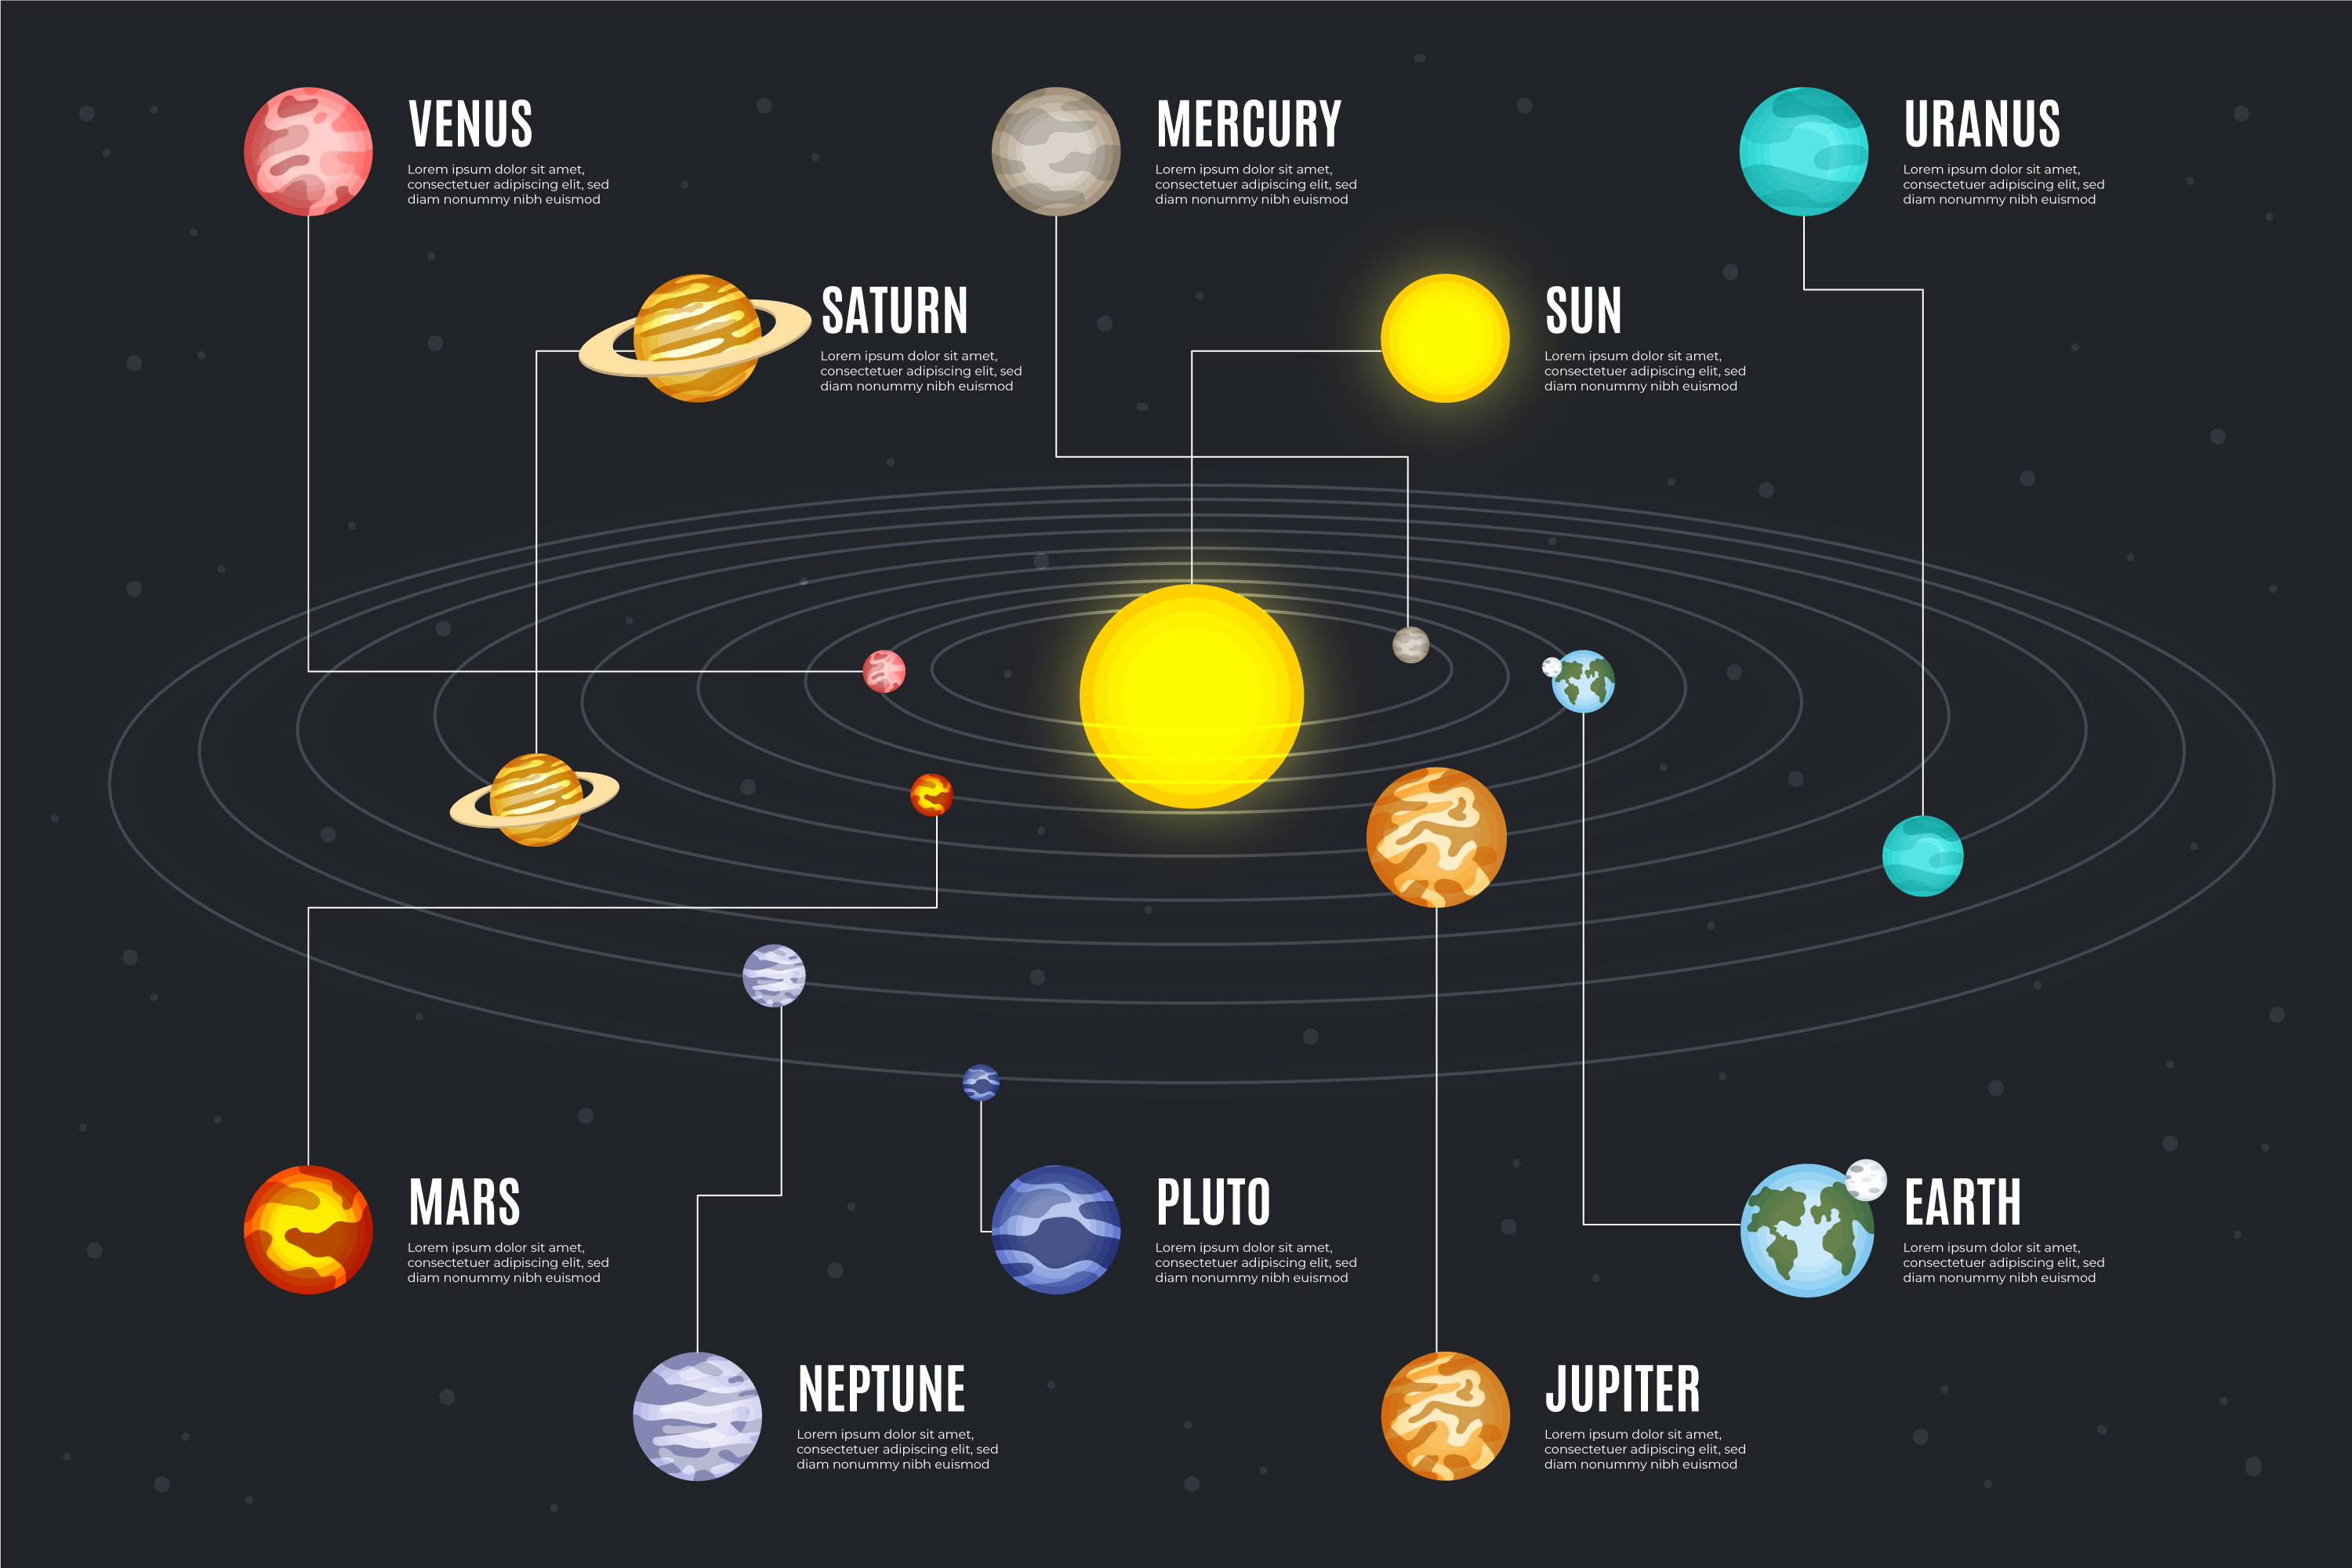 VENUS
Lorem ipsum dolor sit amet,
consectetuer adipiscing elit, sed
diam nonummy nibh euismod
MERCURY
Lorem ipsum dolor sit amet,
consectetuer adipiscing elit, sed
diam nonummy nibh euismod
URANUS
Lorem ipsum dolor sit amet,
consectetuer adipiscing elit, sed
diam nonummy nibh euismod
SATURN
Lorem ipsum dolor sit amet,
consectetuer adipiscing elit, sed
diam nonummy nibh euismod
SUN
Lorem ipsum dolor sit amet,
consectetuer adipiscing elit, sed
diam nonummy nibh euismod
MARS
Lorem ipsum dolor sit amet,
consectetuer adipiscing elit, sed
diam nonummy nibh euismod
PLUTO
Lorem ipsum dolor sit amet,
consectetuer adipiscing elit, sed
diam nonummy nibh euismod
EARTH
Lorem ipsum dolor sit amet,
consectetuer adipiscing elit, sed
diam nonummy nibh euismod
NEPTUNE
Lorem ipsum dolor sit amet,
consectetuer adipiscing elit, sed
diam nonummy nibh euismod
JUPITER
Lorem ipsum dolor sit amet,
consectetuer adipiscing elit, sed
diam nonummy nibh euismod